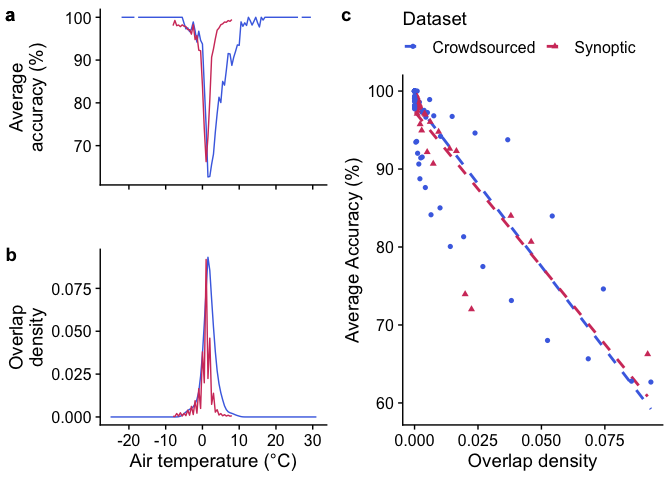 a
Average
accuracy (%)
100
90
80
70
b
Overlap
density
0.075
0.050
0.025
0.000
-20 -10 0 10 20 30
Air temperature (°C)
c
Dataset
Crowdsourced Synoptic
Average Accuracy (%)
100
90
80
70
60
0.000 0.025 0.050 0.075
Overlap density